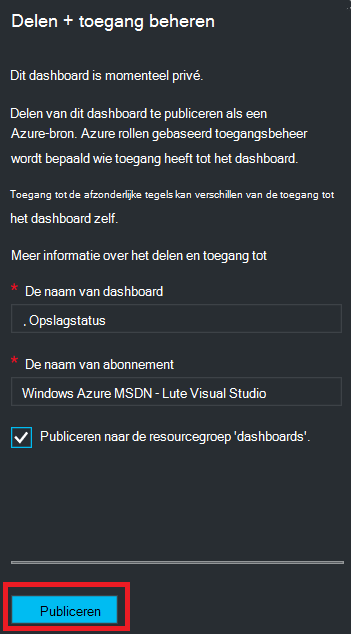 Delen + toegang beheren
Dit dashboard is momenteel privé.
Delen van dit dashboard te publiceren als een
Azure-bron. Azure rollen gebaseerd toegangsbeheer
wordt bepaald wie toegang heeft tot het dashboard.
Toegang tot de afzonderlijke tegels kan verschillen van de toegang tot
het dashboard zelf.
Meer informatie over het delen en toegang tot
* De naam van dashboard
. Opslagstatus
* De naam van abonnement
Windows Azure MSDN - Lute Visual Studio
Publiceren naar de resourcegroep 'dashboards'.
Publiceren